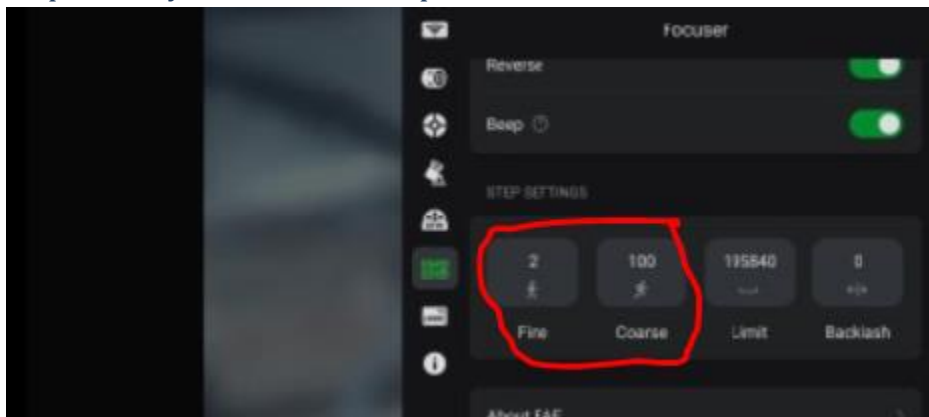 Focuser
Reverse
Beep
STEP SETTINGS
2
100
195840
0
Fine
Coarse
Limit
Backlash
About EAF